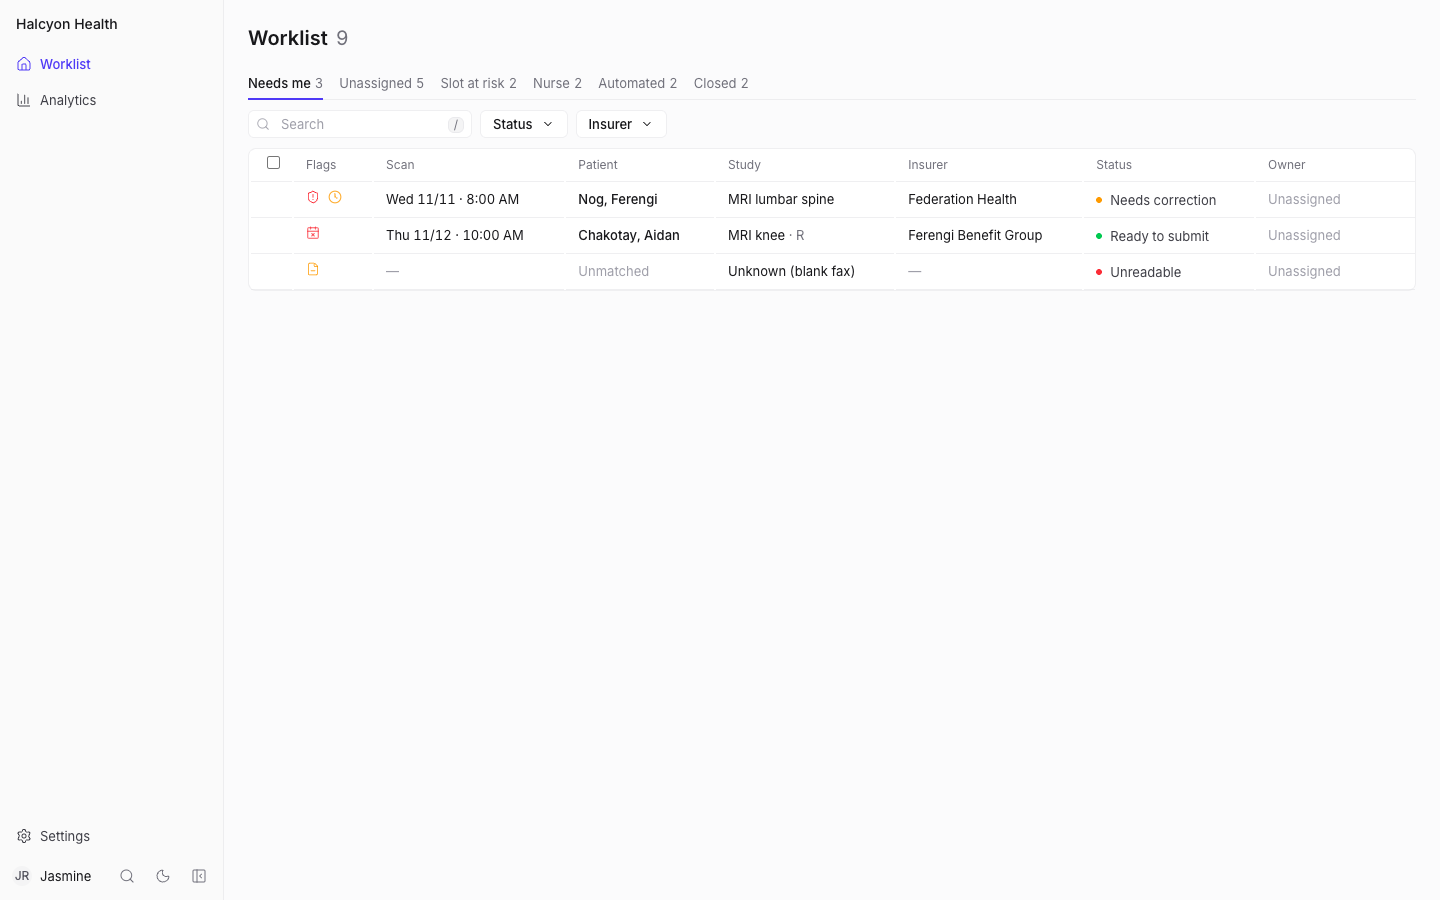 Halcyon Health
Worklist
Analytics
Worklist 9
Needs me 3 Unassigned 5 Slot at risk 2 Nurse 2 Automated 2 Closed 2
Search / Status Insurer
Flags Scan Patient Study Insurer Status Owner
Wed 11/11 · 8:00 AM Nog, Ferengi MRI lumbar spine Federation Health Needs correction Unassigned
Thu 11/12 · 10:00 AM Chakotay, Aidan MRI knee · R Ferengi Benefit Group Ready to submit Unassigned
— Unmatched Unknown (blank fax) — Unreadable Unassigned
Settings
JR Jasmine